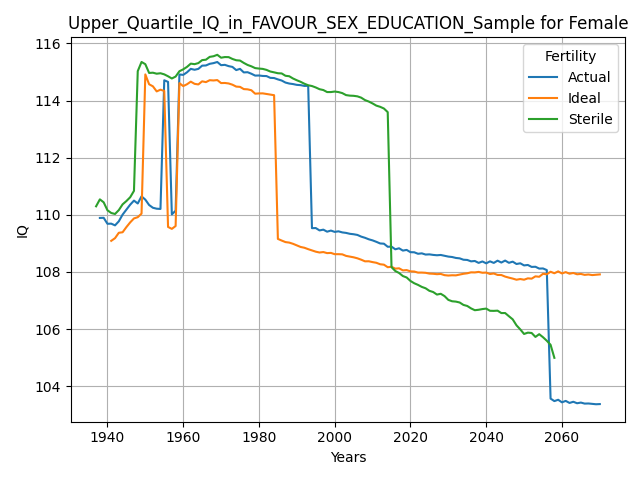 Upper_Quartile_IQ_in_FAVOUR_SEX_EDUCATION_Sample for Female
116
114
112
110
108
106
104
IQ
Fertility
Actual
Ideal
Sterile
1940 1960 1980 2000 2020 2040 2060
Years